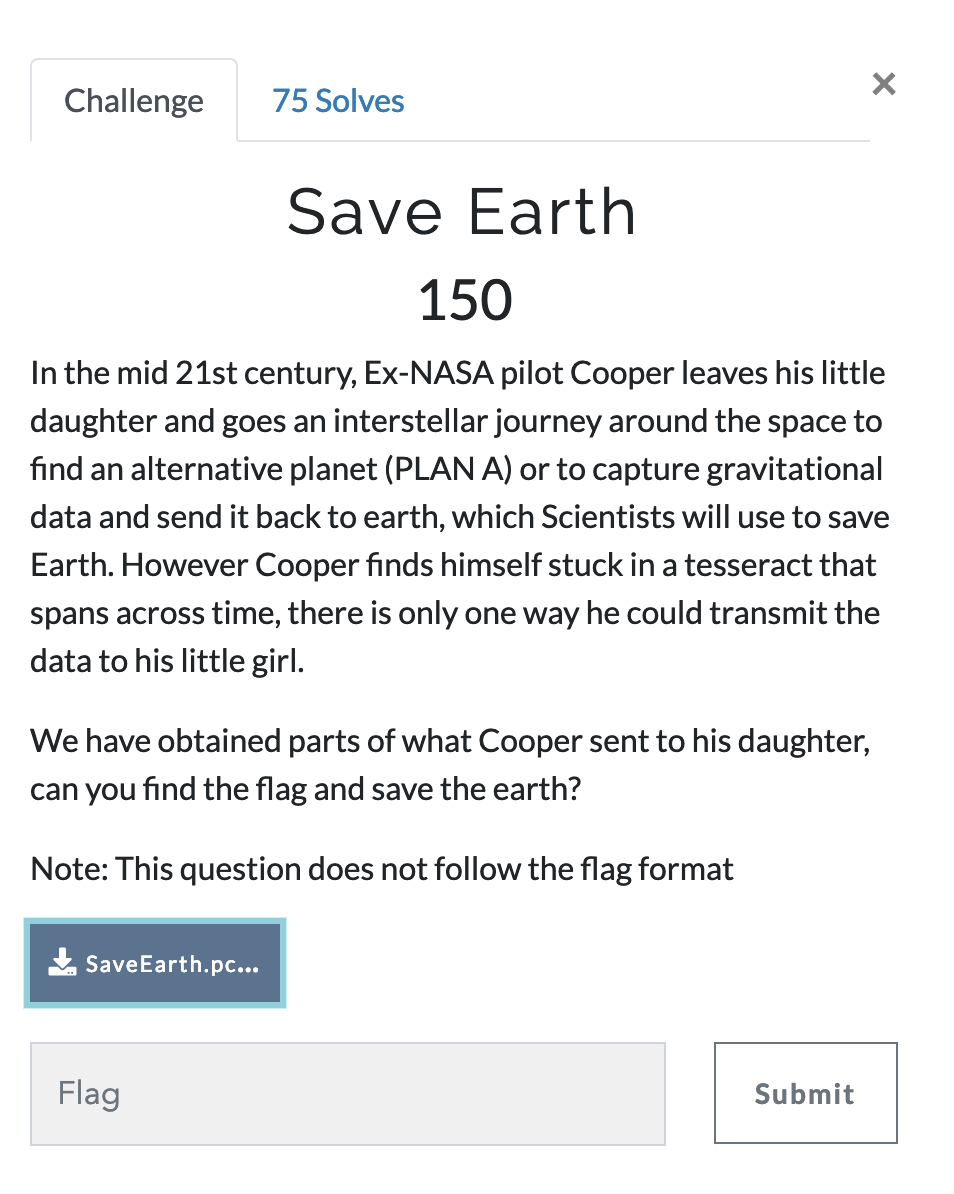 Challenge
75 Solves
×
Save Earth
150
In the mid 21st century, Ex-NASA pilot Cooper leaves his little
daughter and goes an interstellar journey around the space to
find an alternative planet (PLAN A) or to capture gravitational
data and send it back to earth, which Scientists will use to save
Earth. However Cooper finds himself stuck in a tesseract that
spans across time, there is only one way he could transmit the
data to his little girl.
We have obtained parts of what Cooper sent to his daughter,
can you find the flag and save the earth?
Note: This question does not follow the flag format
SaveEarth.pc...
Flag
Submit